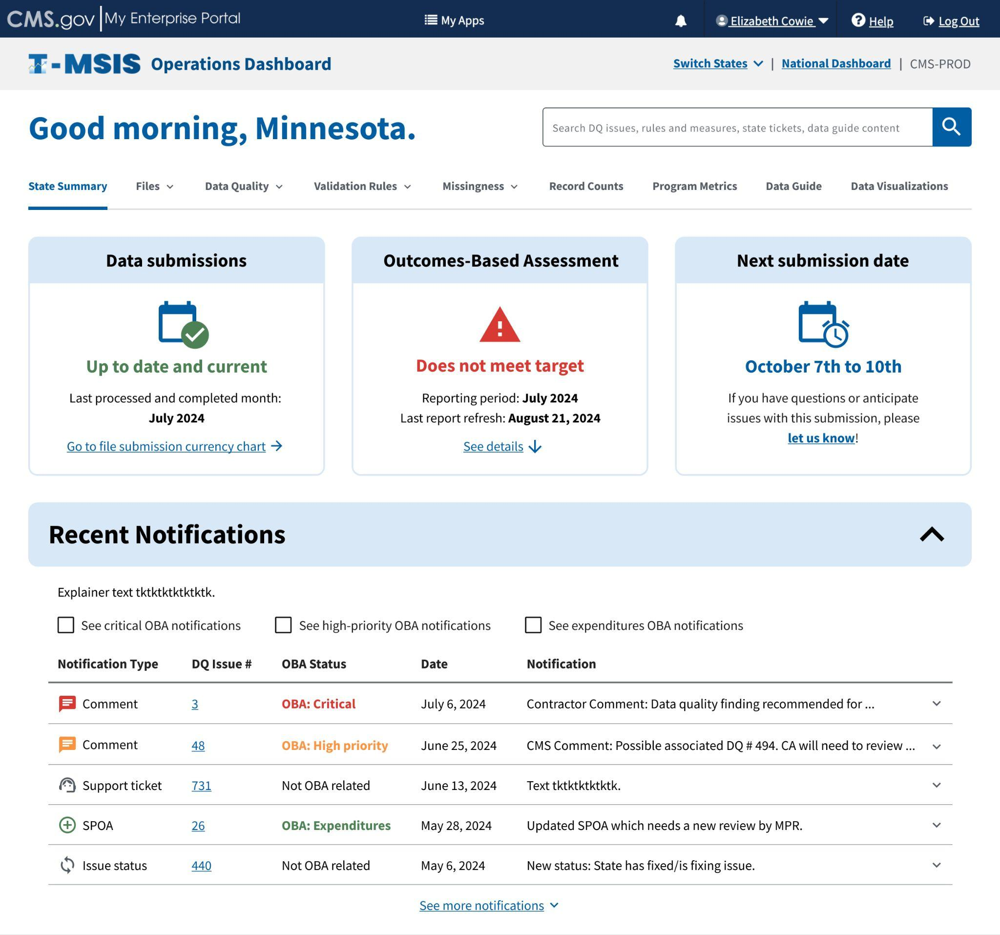 CMS.gov My Enterprise Portal
My Apps
Elizabeth Cowie
Help
Log Out
T-MSIS Operations Dashboard
Switch States | National Dashboard | CMS-PROD
Good morning, Minnesota.
Search DQ issues, rules and measures, state tickets, data guide content
State Summary
Files
Data Quality
Validation Rules
Missingness
Record Counts
Program Metrics
Data Guide
Data Visualizations
Data submissions
Up to date and current
Last processed and completed month:
July 2024
Go to file submission currency chart
Outcomes-Based Assessment
Does not meet target
Reporting period: July 2024
Last report refresh: August 21, 2024
See details
Next submission date
October 7th to 10th
If you have questions or anticipate
issues with this submission, please
let us know!
Recent Notifications
Explainer text tktktktktktktk.
See critical OBA notifications
See high-priority OBA notifications
See expenditures OBA notifications
Notification Type DQ Issue # OBA Status Date Notification
Comment 3 OBA: Critical July 6, 2024 Contractor Comment: Data quality finding recommended for ...
Comment 48 OBA: High priority June 25, 2024 CMS Comment: Possible associated DQ # 494. CA will need to review ...
Support ticket 731 Not OBA related June 13, 2024 Text tktktktktktk.
SPOA 26 OBA: Expenditures May 28, 2024 Updated SPOA which needs a new review by MPR.
Issue status 440 Not OBA related May 6, 2024 New status: State has fixed/is fixing issue.
See more notifications